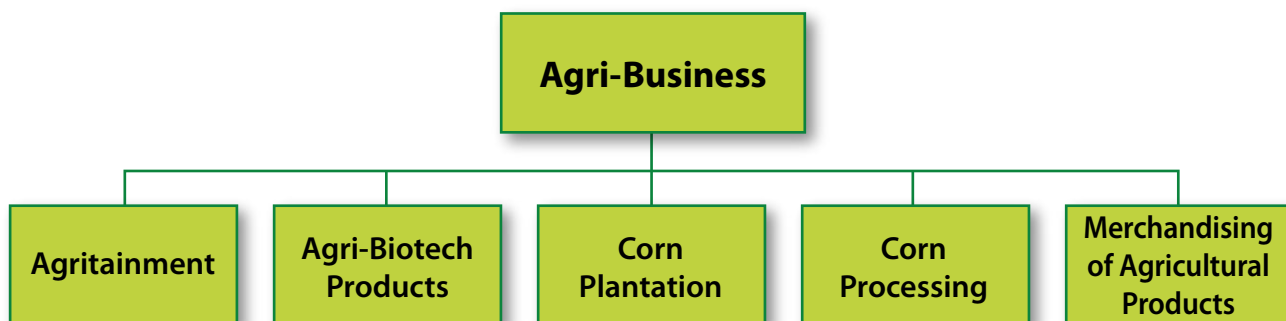 Agri-Business
Agritainment
Agri-Biotech
Products
Corn
Plantation
Corn
Processing
Merchandising
of Agricultural
Products